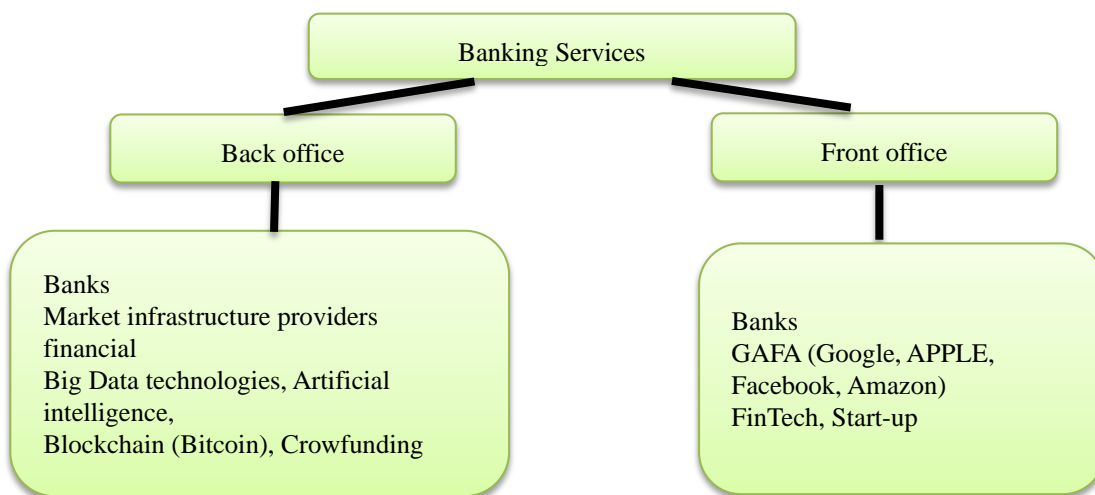 Banking Services
Back office
Front office
Banks
Market infrastructure providers
financial
Big Data technologies, Artificial
intelligence,
Blockchain (Bitcoin), Crowfunding
Banks
GAFA (Google, APPLE,
Facebook, Amazon)
FinTech, Start-up